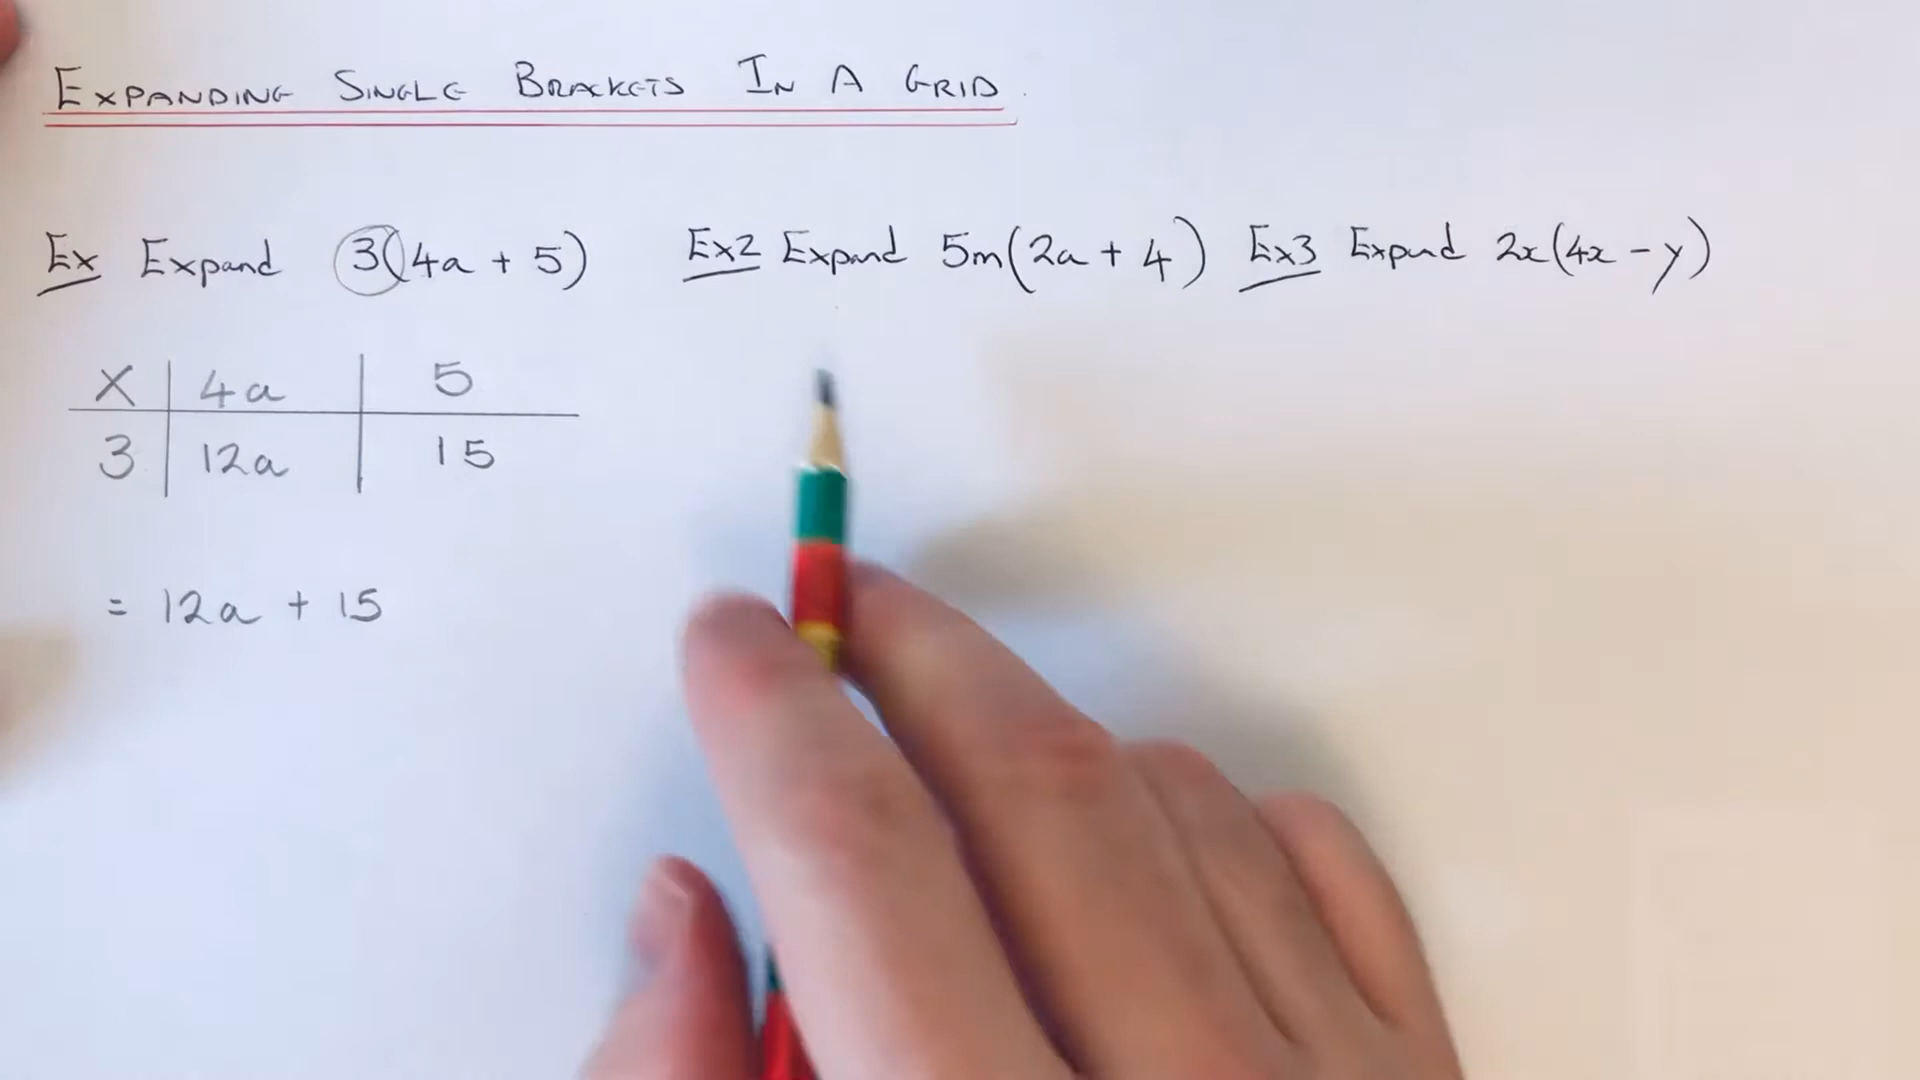 EXPANDING SINGLE BRACKETS IN A GRID.
Ex Expand 3(4a + 5)
X | 4a | 5
3 | 12a | 15
= 12a + 15
Ex2 Expand 5m(2a + 4)
Ex3 Expand 2x(4x - y)